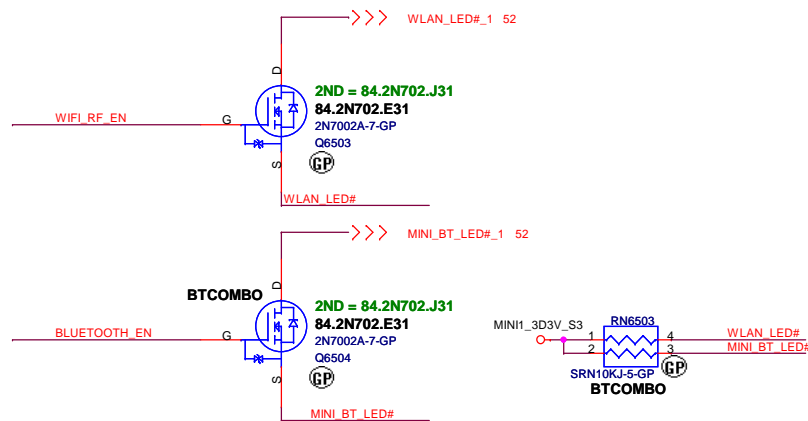 WLAN_LED#_1 52
D
2ND = 84.2N702.J31
84.2N702.E31
WIFI_RF_EN
G
2N7002A-7-GP
Q6503
GP
S
WLAN_LED#
MINI_BT_LED#_1 52
D
BTCOMBO
2ND = 84.2N702.J31
84.2N702.E31
BLUETOOTH_EN
G
2N7002A-7-GP
Q6504
GP
S
MINI_BT_LED#
MINI1_3D3V_S3
RN6503
1
4
WLAN_LED#
2
3
MINI_BT_LED#
SRN10KJ-5-GP
GP
BTCOMBO